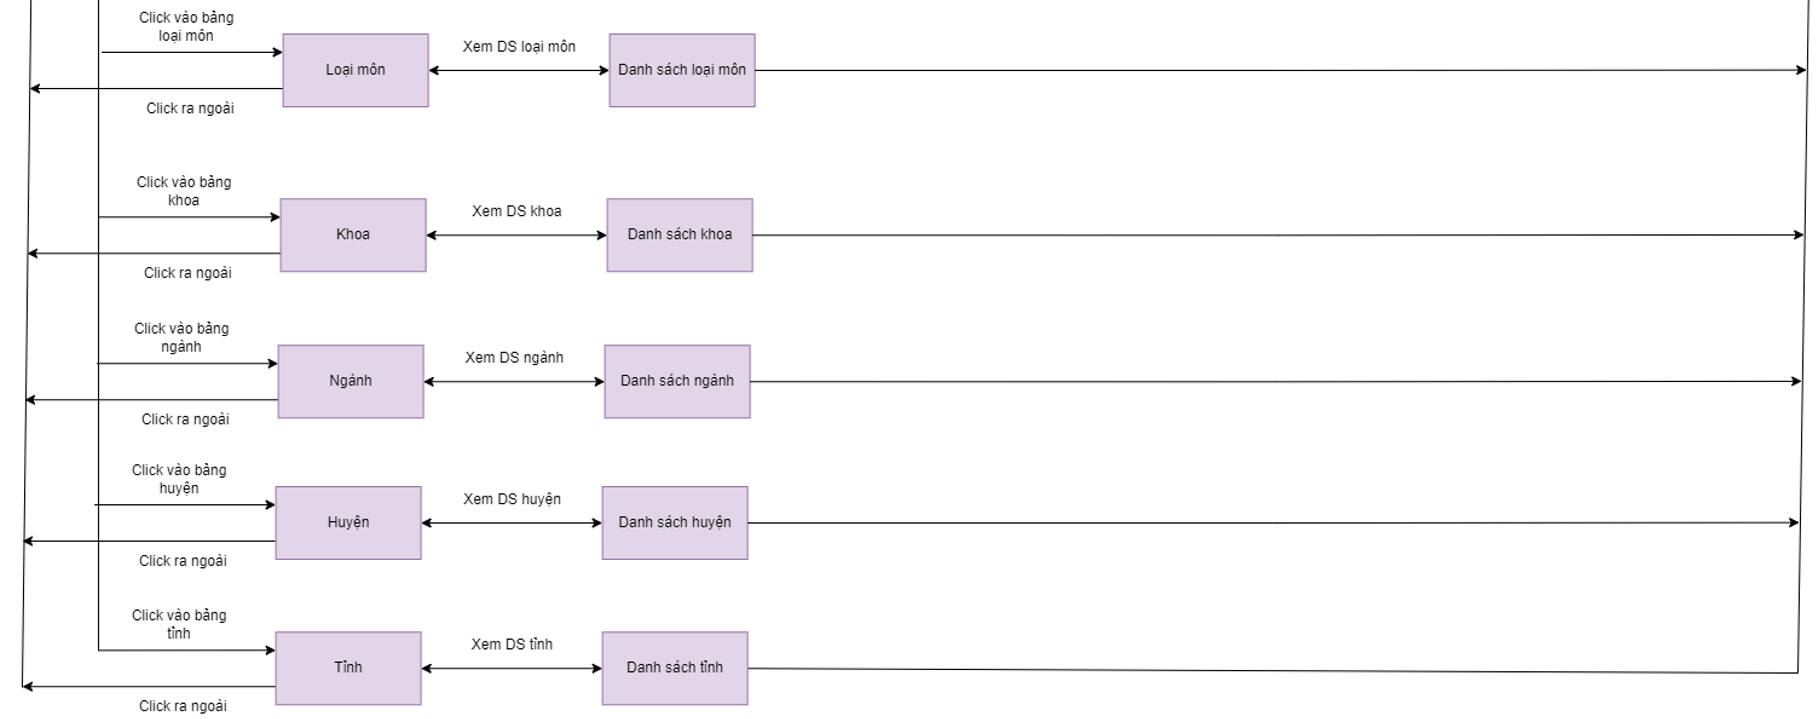 Click vào bảng
loại môn
Loại môn
Xem DS loại môn
Danh sách loại môn
Click ra ngoài
Click vào bảng
khoa
Khoa
Xem DS khoa
Danh sách khoa
Click ra ngoài
Click vào bảng
ngành
Ngành
Xem DS ngành
Danh sách ngành
Click ra ngoài
Click vào bảng
huyện
Huyện
Xem DS huyện
Danh sách huyện
Click ra ngoài
Click vào bảng
tỉnh
Tỉnh
Xem DS tỉnh
Danh sách tỉnh
Click ra ngoài